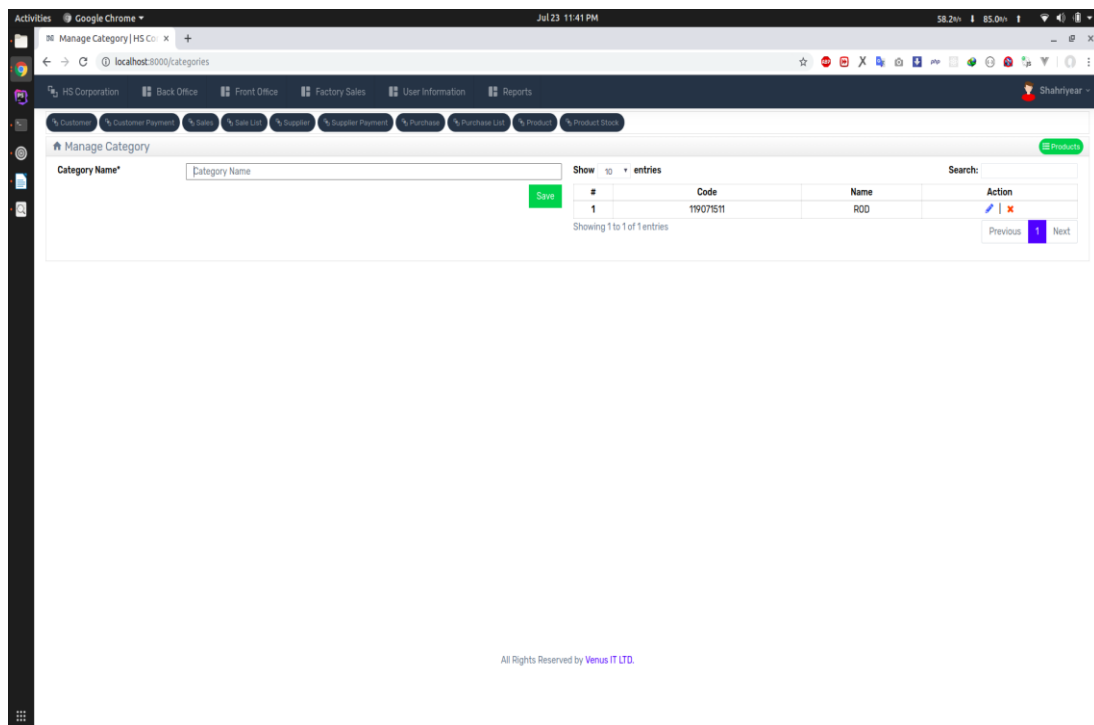 Activities Google Chrome Jul 23 11:41 PM
Manage Category | HS Co
localhost:8000/categories
HS Corporation Back Office Front Office Factory Sales User Information Reports Shahriyear
Customer Customer Payment Sales Sale List Supplier Supplier Payment Purchase Purchase List Product Product Stock
Manage Category Products
Category Name* Category Name Show 10 entries Search:
Save # Code Name Action
1 119071511 ROD
Showing 1 to 1 of 1 entries
Previous 1 Next
All Rights Reserved by Venus IT LTD.